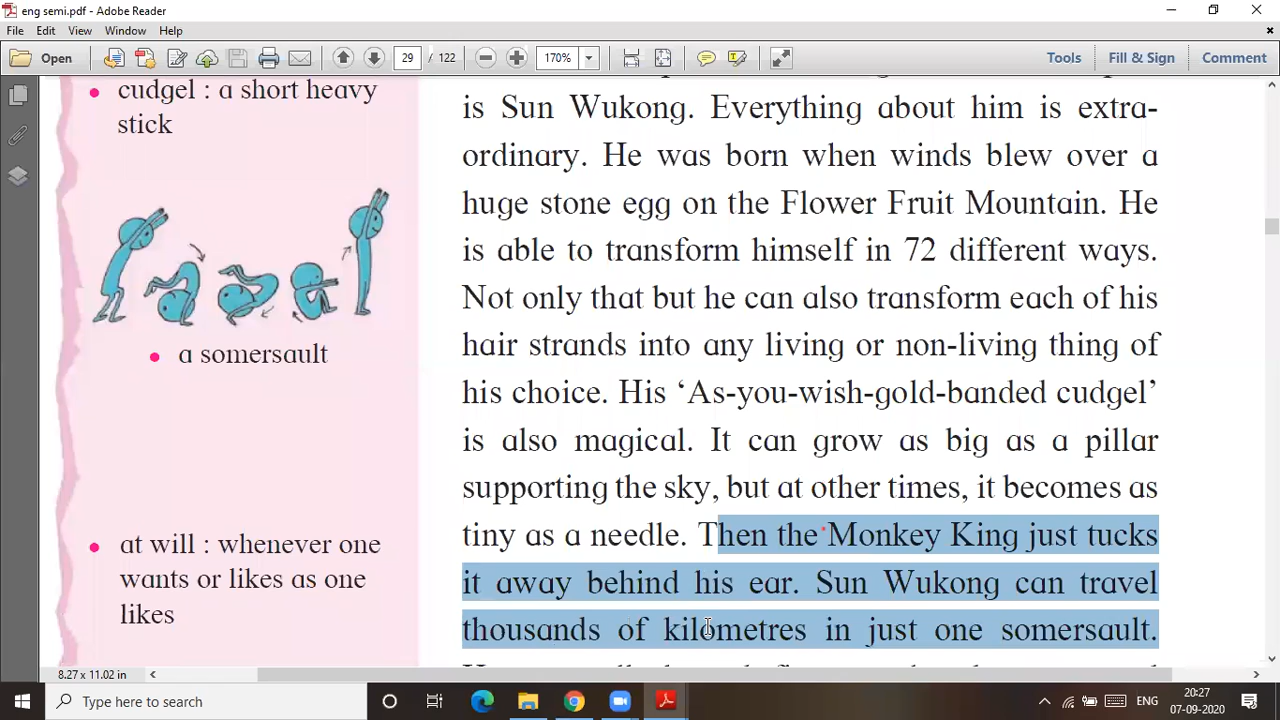 eng semi.pdf - Adobe Reader
File Edit View Window Help
Open 29 / 122 170% Tools Fill & Sign Comment
• cudgel : a short heavy
stick
• a somersault
• at will : whenever one
wants or likes as one
likes
is Sun Wukong. Everything about him is extra-
ordinary. He was born when winds blew over a
huge stone egg on the Flower Fruit Mountain. He
is able to transform himself in 72 different ways.
Not only that but he can also transform each of his
hair strands into any living or non-living thing of
his choice. His ‘As-you-wish-gold-banded cudgel’
is also magical. It can grow as big as a pillar
supporting the sky, but at other times, it becomes as
tiny as a needle. Then the Monkey King just tucks
it away behind his ear. Sun Wukong can travel
thousands of kilometres in just one somersault.
8.27 x 11.02 in
Type here to search
ENG
20:27
07-09-2020